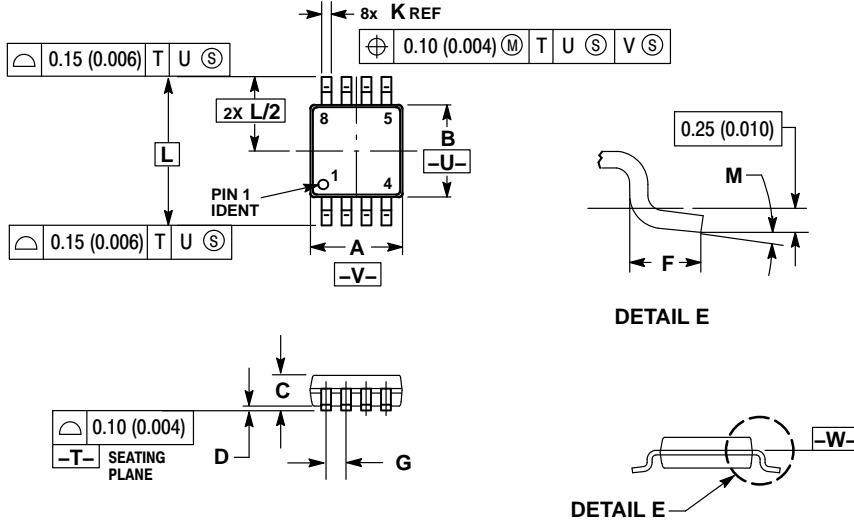 8x K REF
⌖ 0.10 (0.004) Ⓜ T U Ⓢ V Ⓢ
⌓ 0.15 (0.006) T U Ⓢ
2X L/2
8 5
B
–U–
L
1
4
PIN 1
IDENT
⌓ 0.15 (0.006) T U Ⓢ
A
–V–
0.25 (0.010)
M
F
DETAIL E
C
⌓ 0.10 (0.004)
–T– SEATING
PLANE
D
G
–W–
DETAIL E